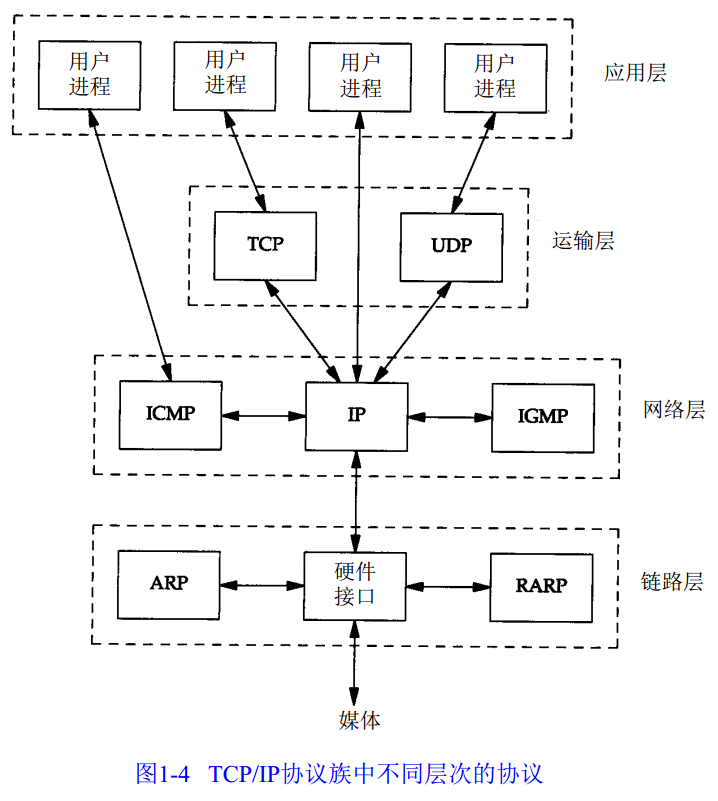 用户
进程
用户
进程
用户
进程
用户
进程
应用层
TCP
UDP
运输层
ICMP
IP
IGMP
网络层
ARP
硬件
接口
RARP
链路层
媒体
图1-4 TCP/IP协议族中不同层次的协议